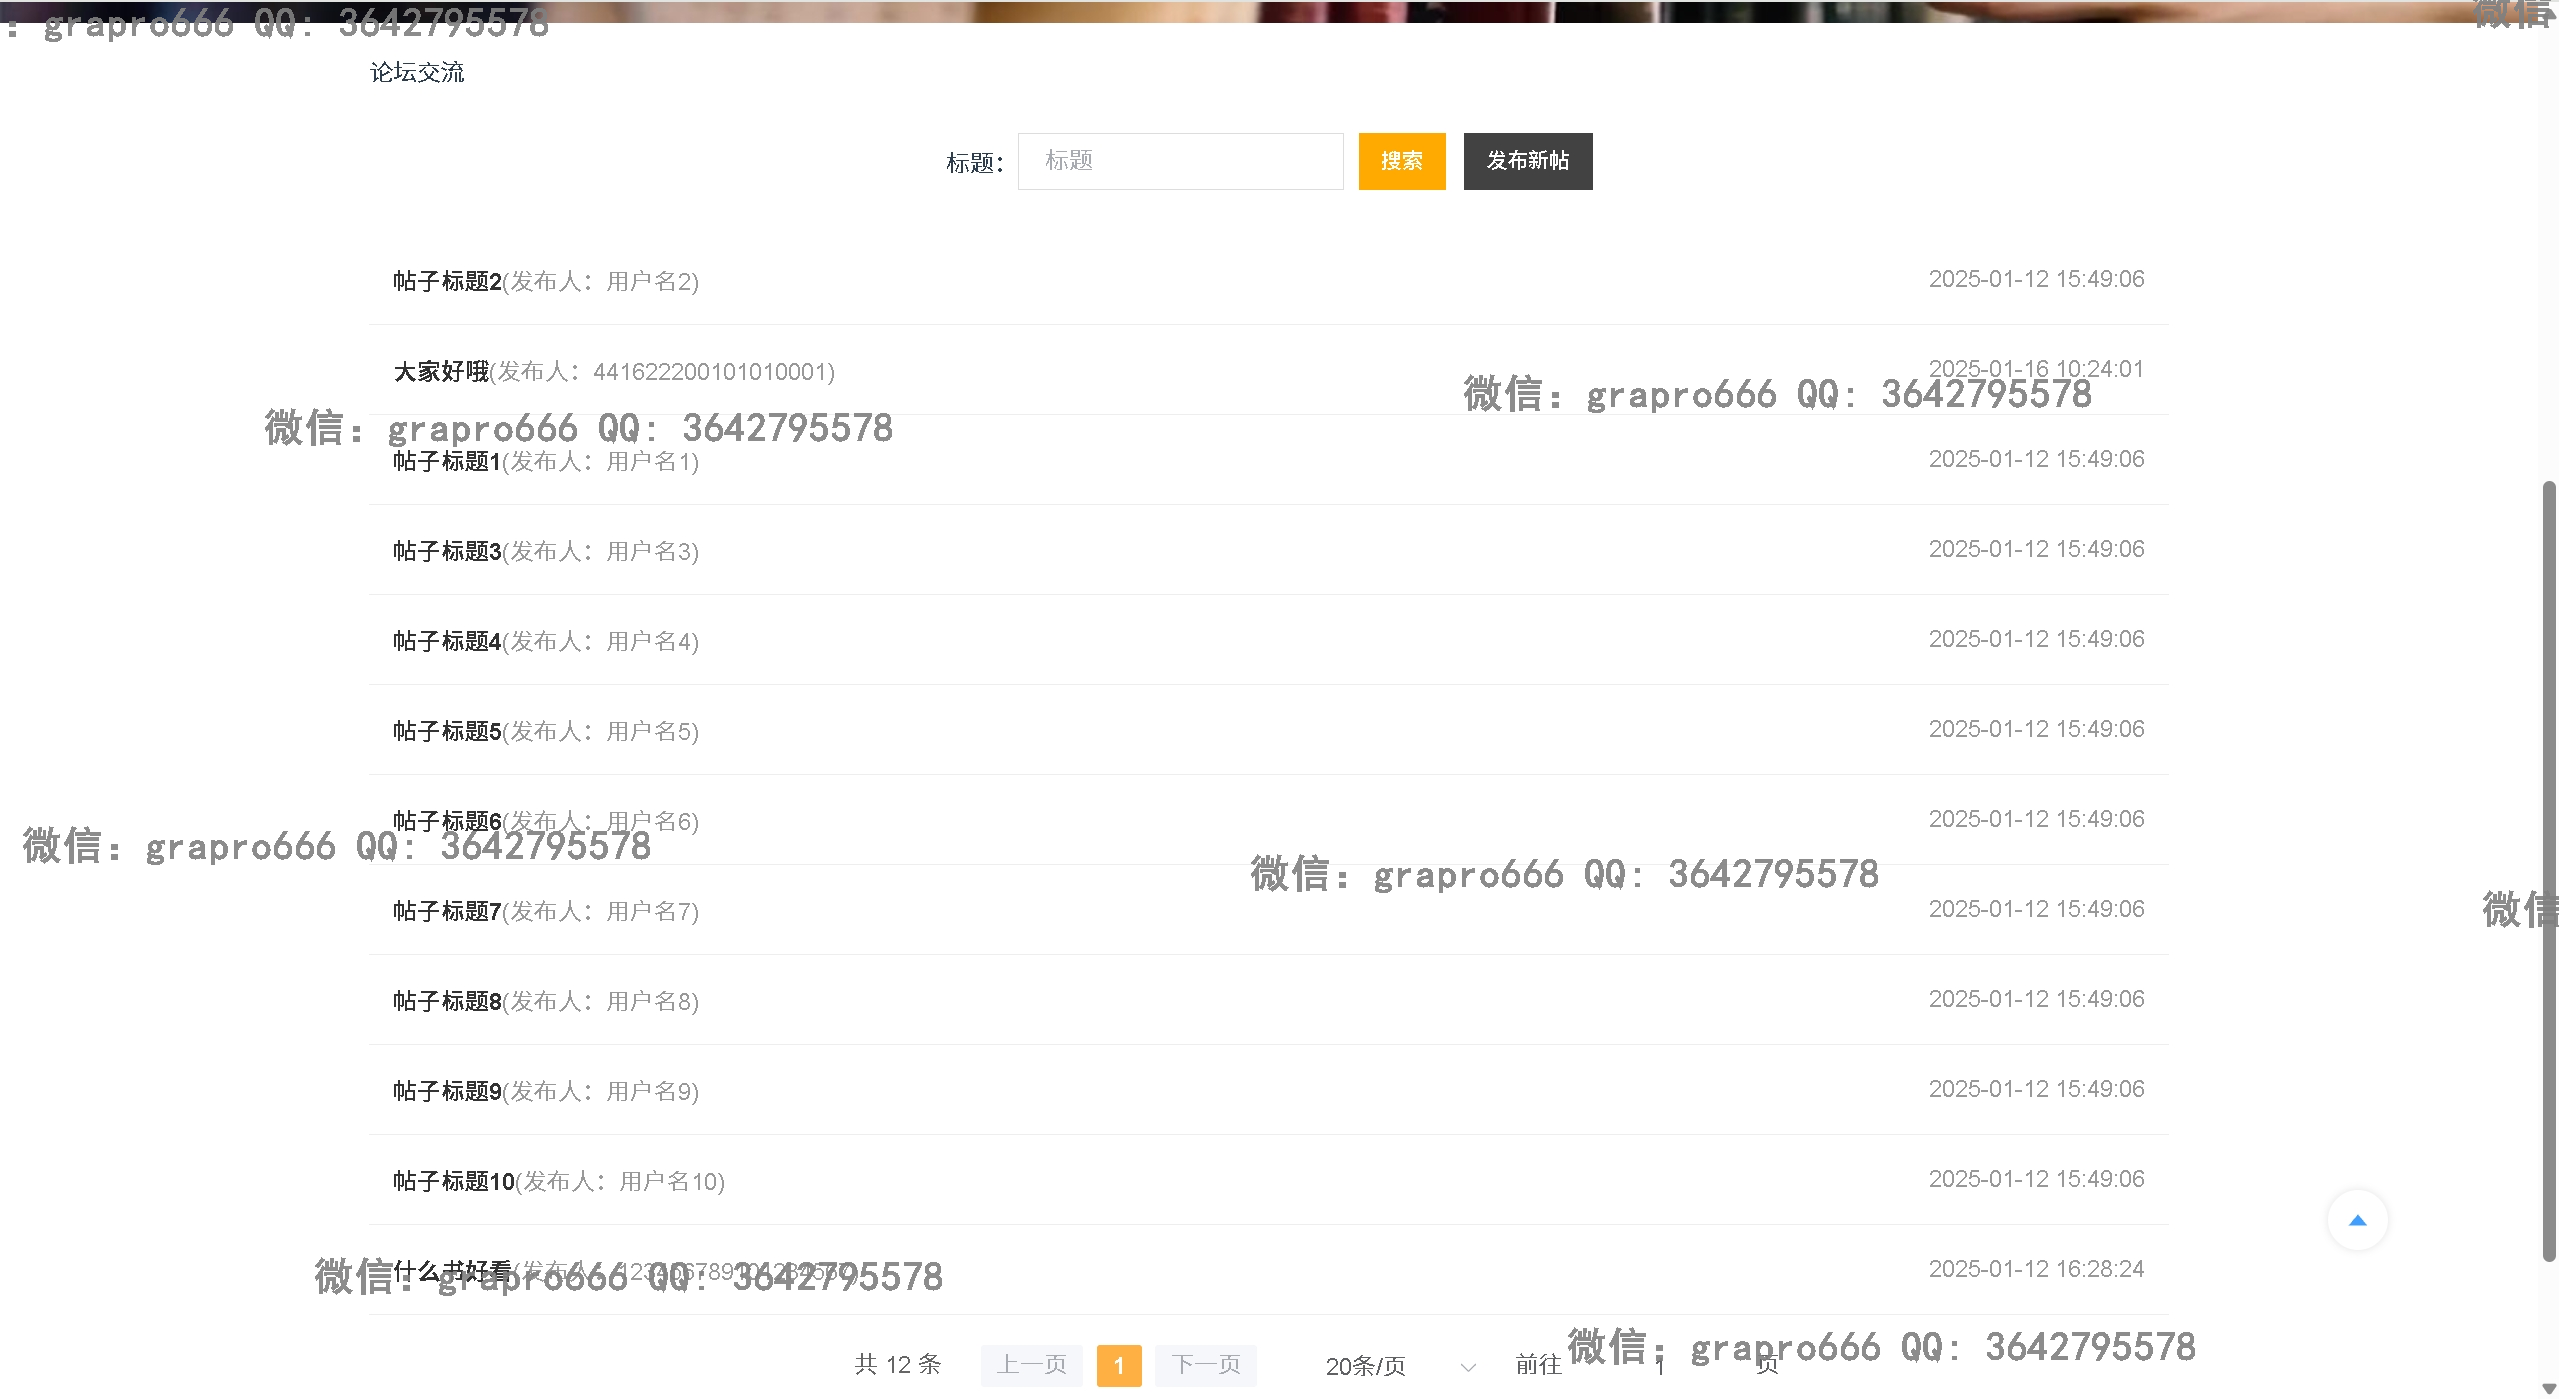 : grapro666 QQ: 3642795578
微信
论坛交流
标题： 标题 搜索 发布新帖
帖子标题2(发布人：用户名2) 2025-01-12 15:49:06
大家好哦(发布人：441622200101010001) 2025-01-16 10:24:01
微信：grapro666 QQ: 3642795578
微信：grapro666 QQ: 3642795578
帖子标题1(发布人：用户名1) 2025-01-12 15:49:06
帖子标题3(发布人：用户名3) 2025-01-12 15:49:06
帖子标题4(发布人：用户名4) 2025-01-12 15:49:06
帖子标题5(发布人：用户名5) 2025-01-12 15:49:06
帖子标题6(发布人：用户名6) 2025-01-12 15:49:06
微信：grapro666 QQ: 3642795578
微信：grapro666 QQ: 3642795578
帖子标题7(发布人：用户名7) 2025-01-12 15:49:06
微信
帖子标题8(发布人：用户名8) 2025-01-12 15:49:06
帖子标题9(发布人：用户名9) 2025-01-12 15:49:06
帖子标题10(发布人：用户名10) 2025-01-12 15:49:06
什么书好看(发布人： 2025-01-12 16:28:24
微信：grapro666 QQ: 3642795578
微信：grapro666 QQ: 3642795578
共 12 条 上一页 1 下一页 20条/页 前往 1 页